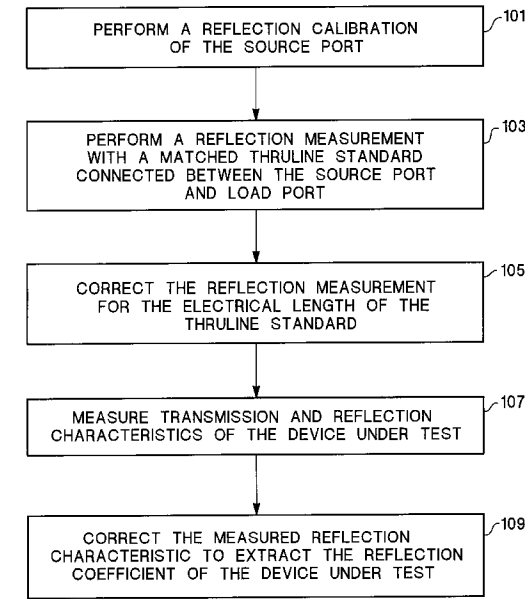 PERFORM A REFLECTION CALIBRATION
OF THE SOURCE PORT
101
PERFORM A REFLECTION MEASUREMENT
WITH A MATCHED THRULINE STANDARD
CONNECTED BETWEEN THE SOURCE PORT
AND LOAD PORT
103
CORRECT THE REFLECTION MEASUREMENT
FOR THE ELECTRICAL LENGTH OF THE
THRULINE STANDARD
105
MEASURE TRANSMISSION AND REFLECTION
CHARACTERISTICS OF THE DEVICE UNDER TEST
107
CORRECT THE MEASURED REFLECTION
CHARACTERISTIC TO EXTRACT THE REFLECTION
COEFFICIENT OF THE DEVICE UNDER TEST
109